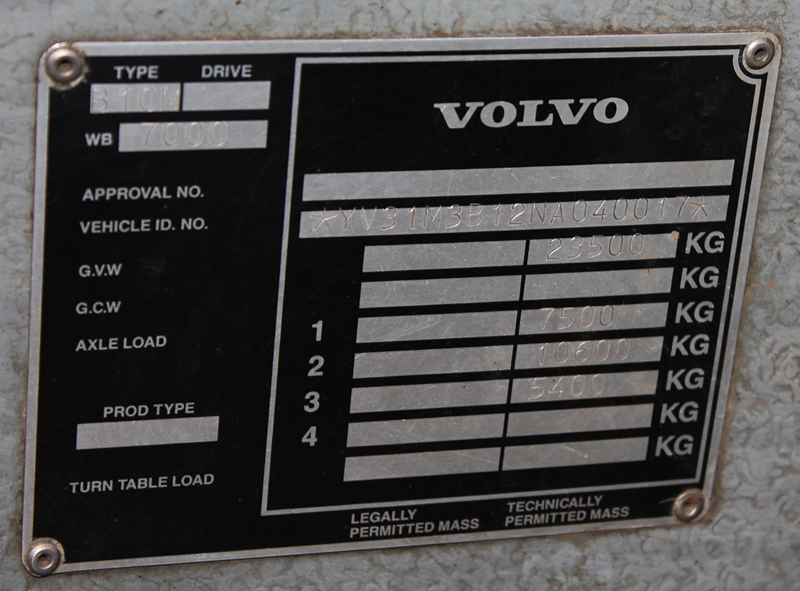 TYPE DRIVE
B10M
WB 7000
VOLVO
APPROVAL NO.
VEHICLE ID. NO. *YV31M3B12NA040017*
G.V.W 23500 KG
G.C.W KG
AXLE LOAD 1 7500 KG
2 10600 KG
3 5400 KG
4 KG
PROD TYPE
TURN TABLE LOAD KG
LEGALLY PERMITTED MASS
TECHNICALLY PERMITTED MASS